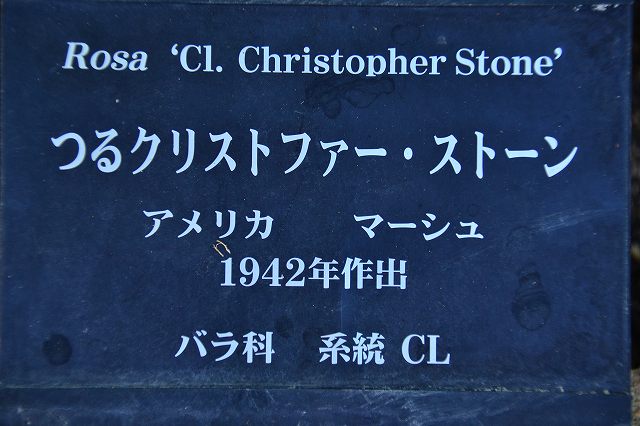 Rosa ‘Cl. Christopher Stone’
つるクリストファー・ストーン
アメリカ　マーシュ
1942年作出
バラ科　系統 CL